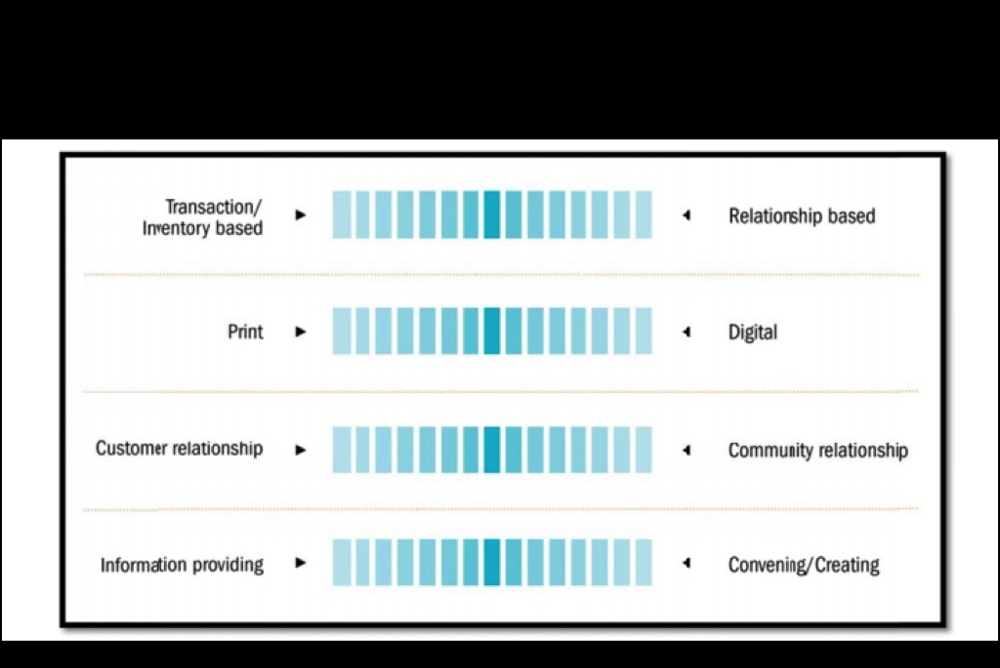 Transaction/
Inventory based
Relationship based
Print
Digital
Customer relationship
Community relationship
Information providing
Convening/Creating